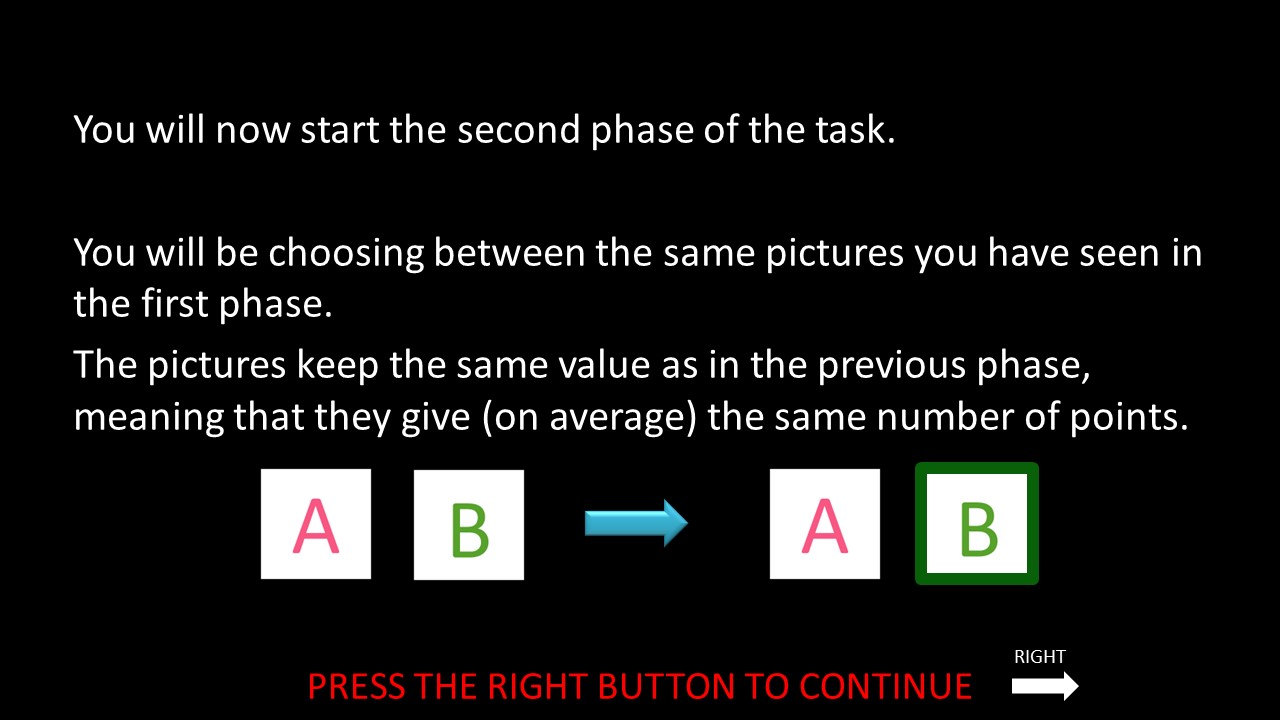 You will now start the second phase of the task.
You will be choosing between the same pictures you have seen in
the first phase.
The pictures keep the same value as in the previous phase,
meaning that they give (on average) the same number of points.
A B A B
RIGHT
PRESS THE RIGHT BUTTON TO CONTINUE